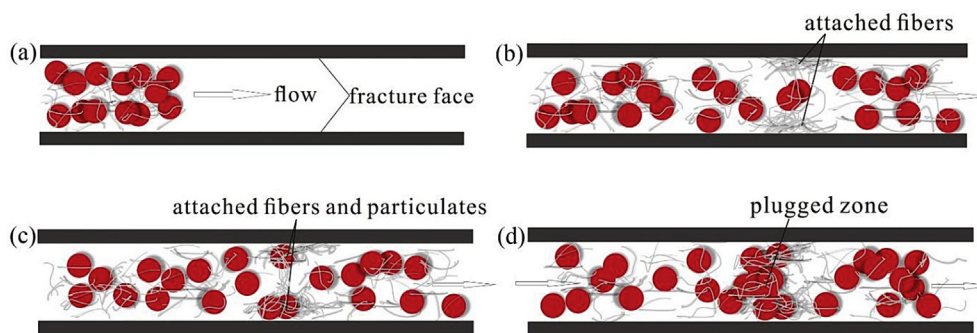 (a)
flow
fracture face
(b)
attached fibers
(c)
attached fibers and particulates
(d)
plugged zone